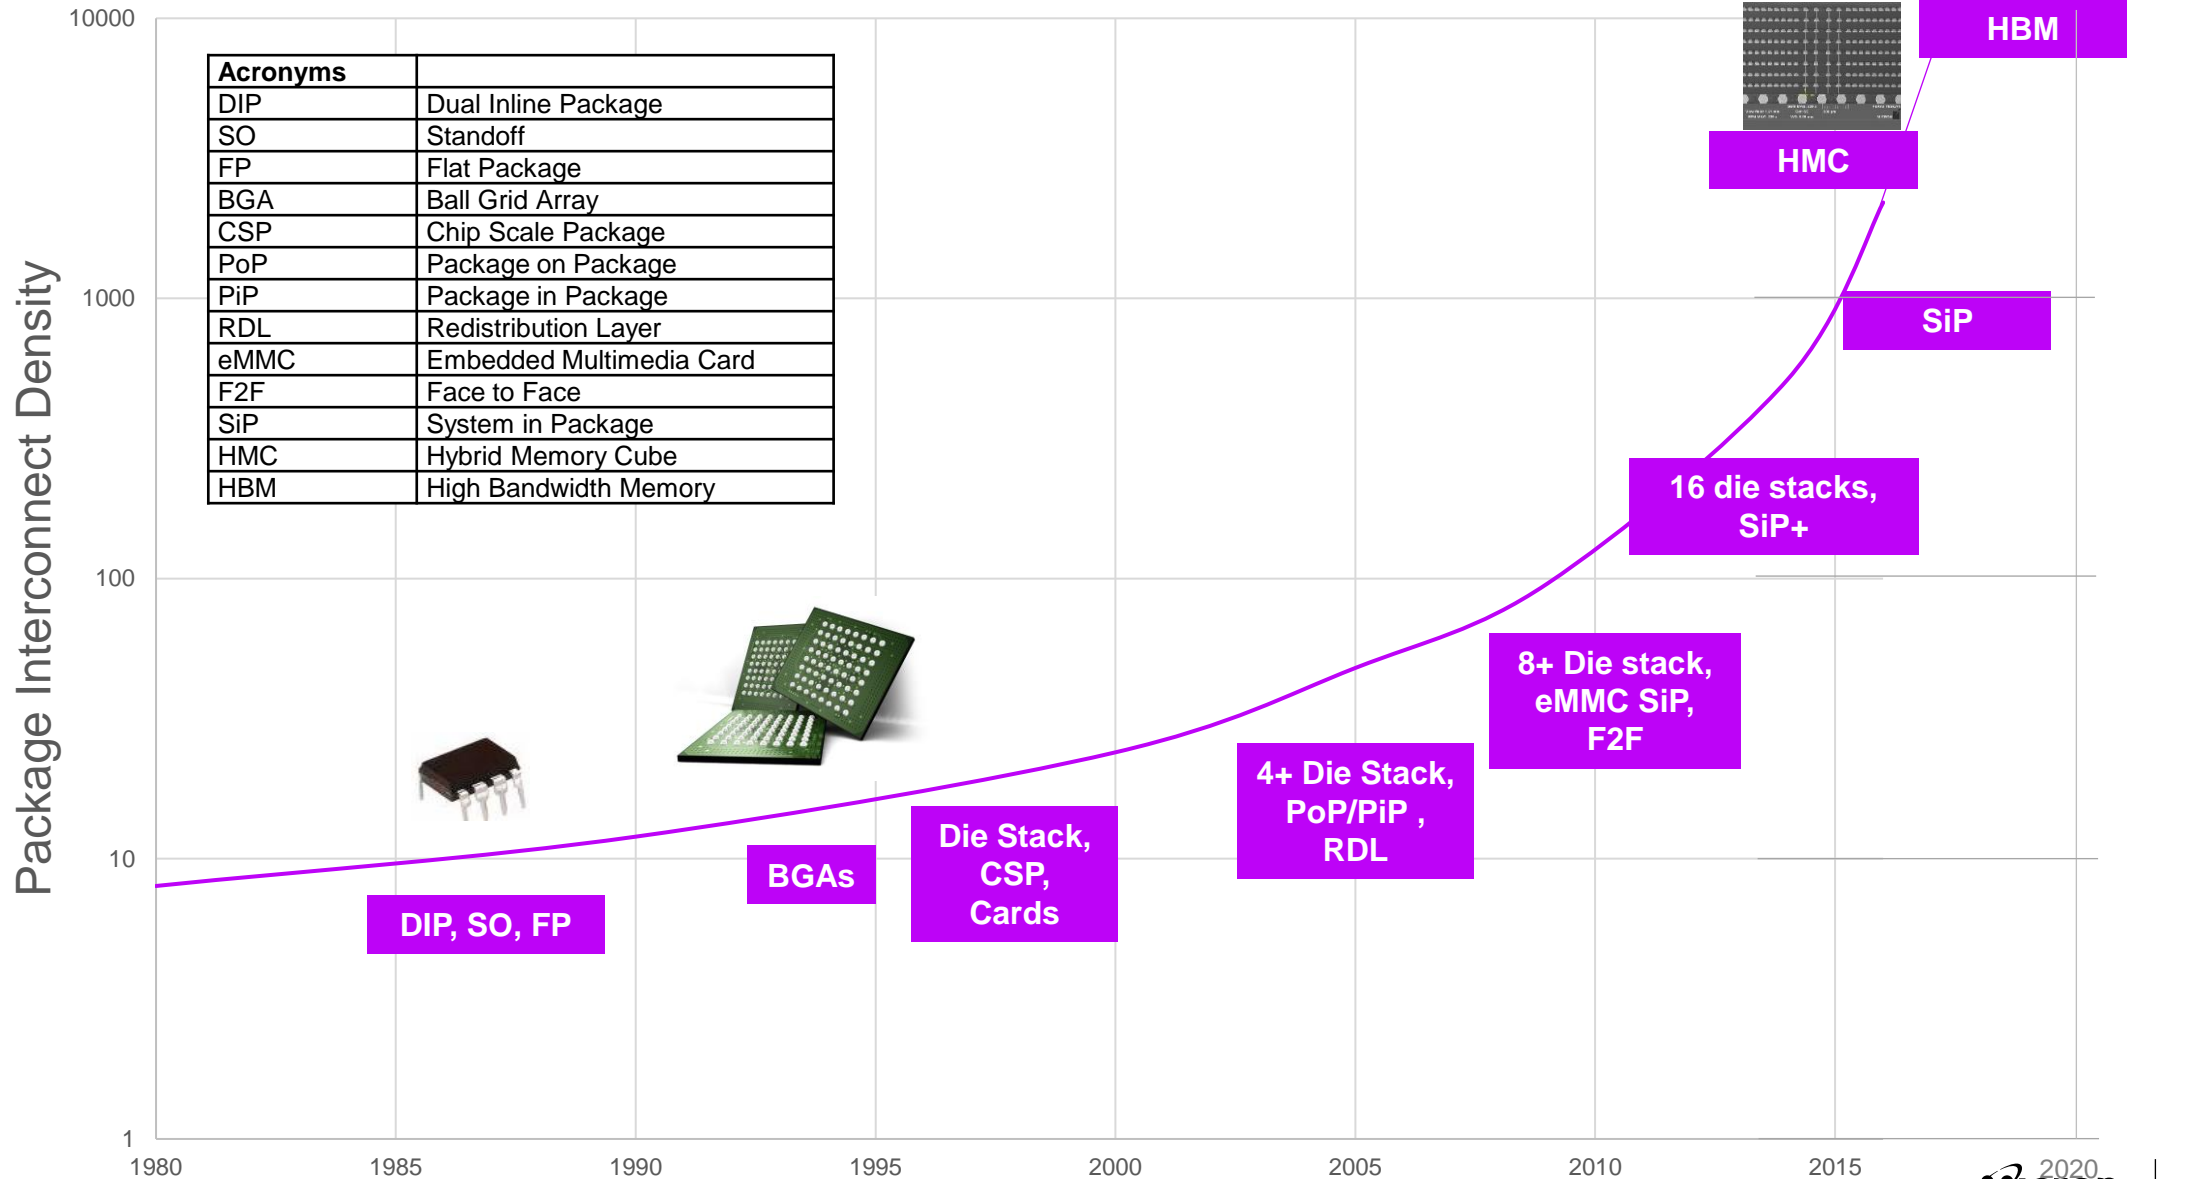 10000
1000
100
10
1
Package Interconnect Density
Acronyms
DIP Dual Inline Package
SO Standoff
FP Flat Package
BGA Ball Grid Array
CSP Chip Scale Package
PoP Package on Package
PiP Package in Package
RDL Redistribution Layer
eMMC Embedded Multimedia Card
F2F Face to Face
SiP System in Package
HMC Hybrid Memory Cube
HBM High Bandwidth Memory
HBM
HMC
SiP
16 die stacks,
SiP+
8+ Die stack,
eMMC SiP,
F2F
4+ Die Stack,
PoP/PiP ,
RDL
Die Stack,
CSP,
Cards
BGAs
DIP, SO, FP
1980 1985 1990 1995 2000 2005 2010 2015 2020